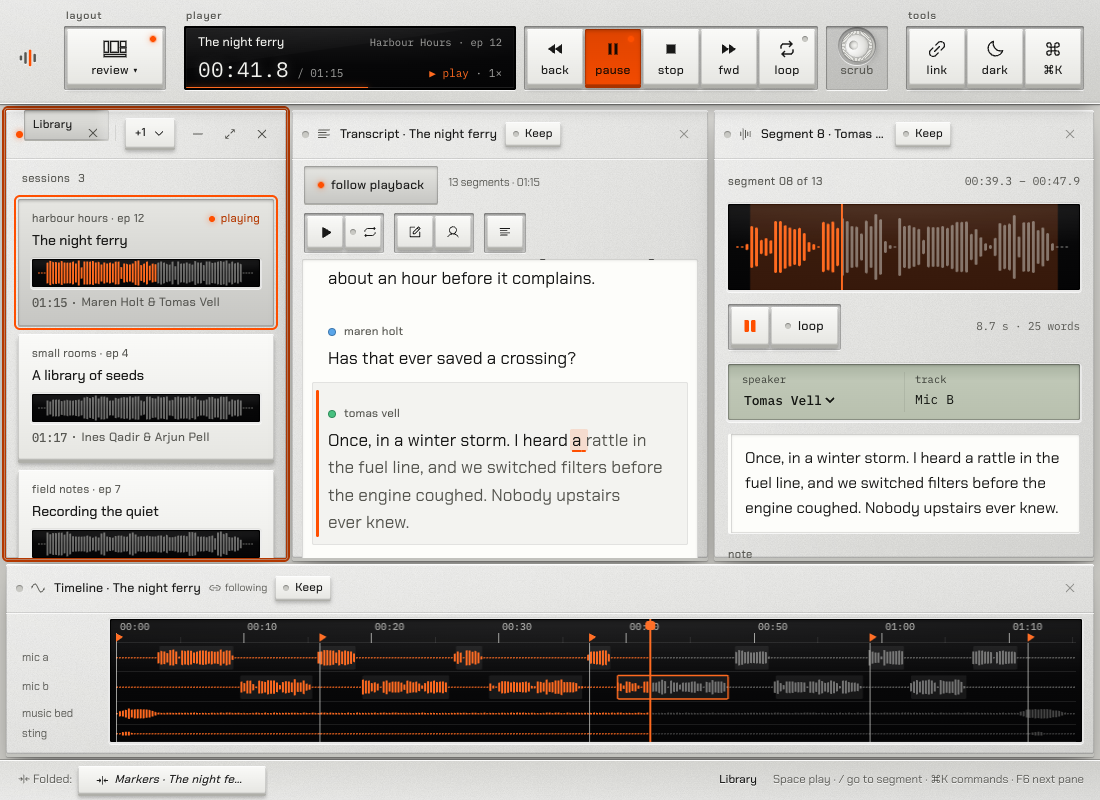 layout
player
tools
review
The night ferry
Harbour Hours · ep 12
00:41.8 / 01:15
▶ play · 1×
back
pause
stop
fwd
loop
scrub
link
dark
⌘K
Library
+1
sessions 3
harbour hours · ep 12
playing
The night ferry
01:15 · Maren Holt & Tomas Vell
small rooms · ep 4
A library of seeds
01:17 · Ines Qadir & Arjun Pell
field notes · ep 7
Recording the quiet
Transcript · The night ferry
Keep
follow playback
13 segments · 01:15
about an hour before it complains.
maren holt
Has that ever saved a crossing?
tomas vell
Once, in a winter storm. I heard a rattle in
the fuel line, and we switched filters before
the engine coughed. Nobody upstairs
ever knew.
Segment 8 · Tomas ...
Keep
segment 08 of 13
00:39.3 – 00:47.9
loop
8.7 s · 25 words
speaker
track
Tomas Vell
Mic B
Once, in a winter storm. I heard a rattle in the
fuel line, and we switched filters before the
engine coughed. Nobody upstairs ever knew.
note
Timeline · The night ferry
following
Keep
00:00 00:10 00:20 00:30 00:50 01:00 01:10
mic a
mic b
music bed
sting
Folded:
Markers · The night fe...
Library
Space play · / go to segment · ⌘K commands · F6 next pane